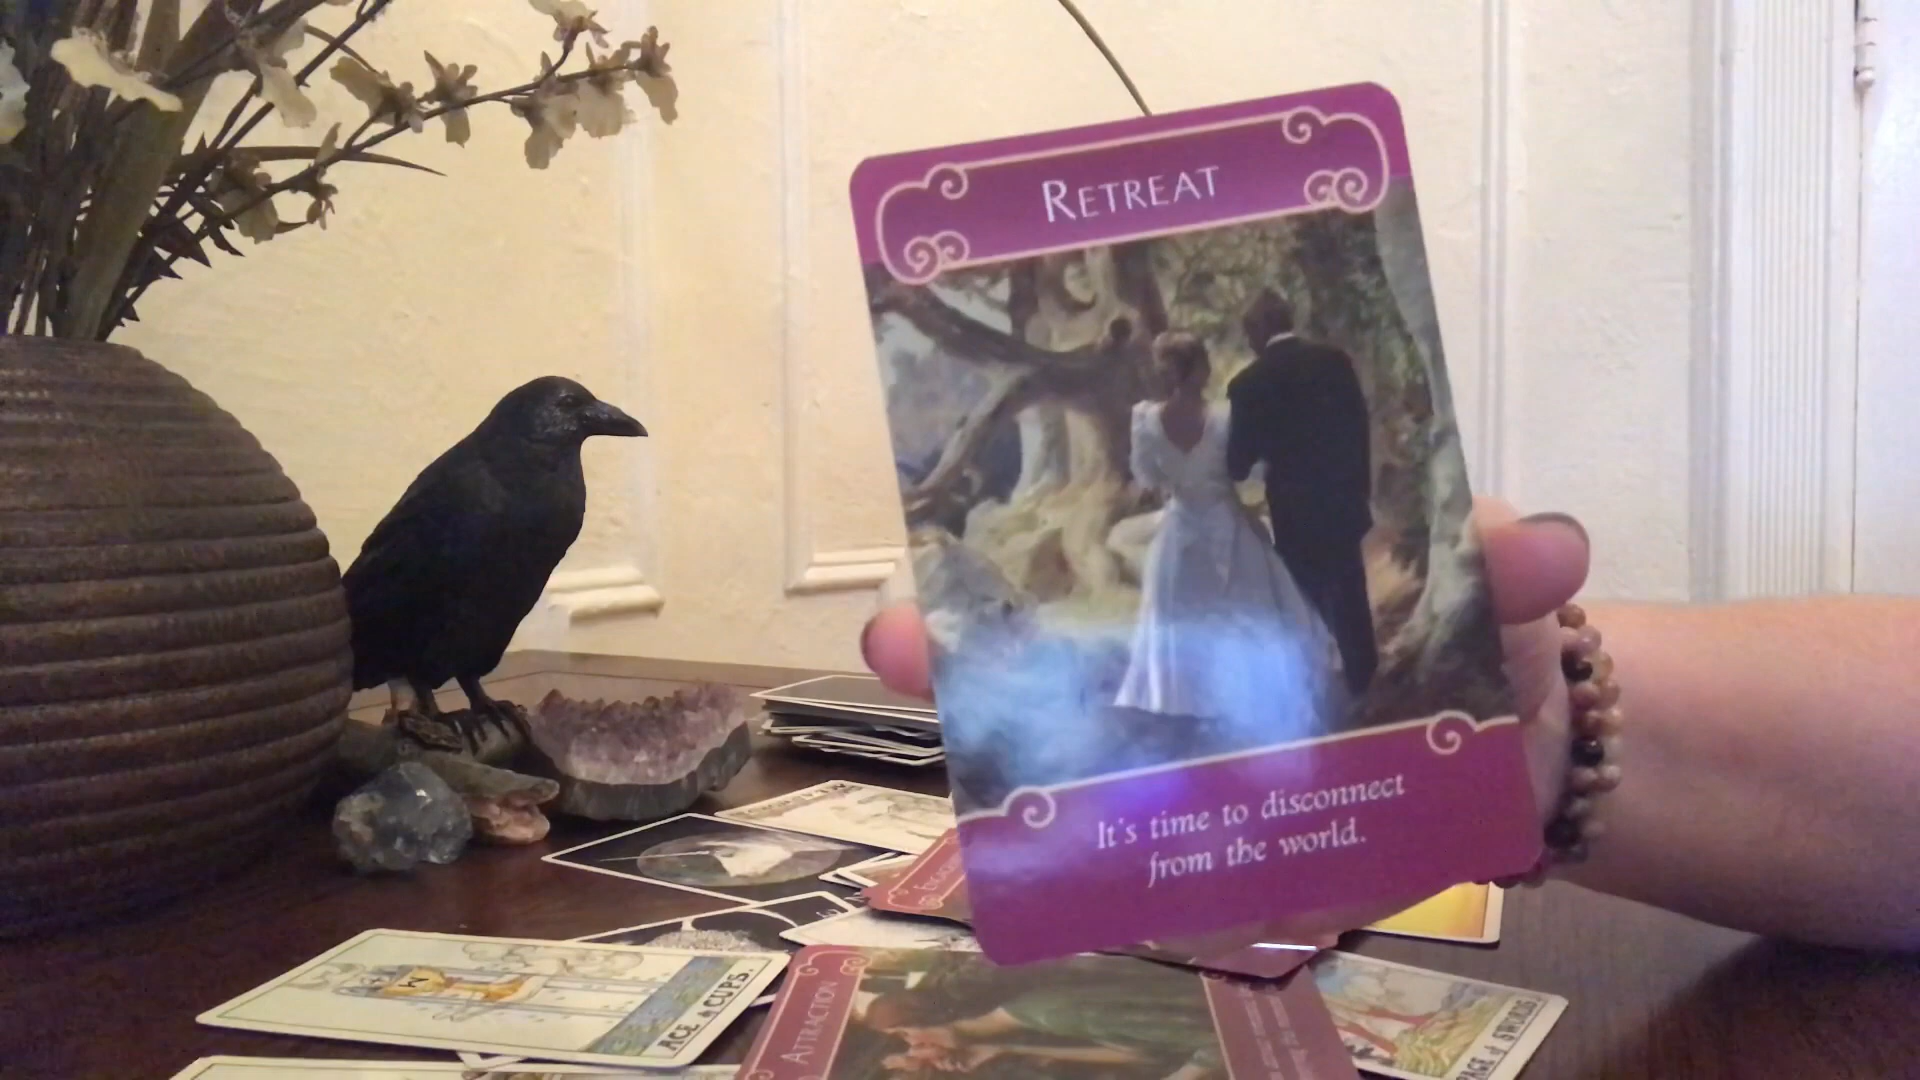 RETREAT
It's time to disconnect
from the world.
ACE of CUPS.
ATTRACTION
PAGE of SWORDS